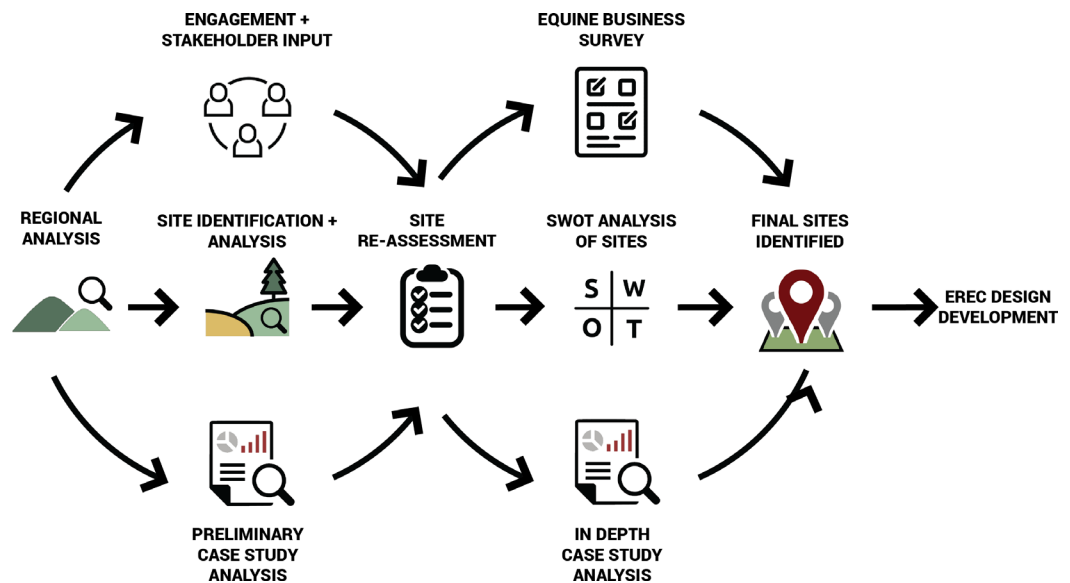 ENGAGEMENT +
STAKEHOLDER INPUT
EQUINE BUSINESS
SURVEY
REGIONAL
ANALYSIS
SITE IDENTIFICATION +
ANALYSIS
SITE
RE-ASSESSMENT
SWOT ANALYSIS
OF SITES
S W
O T
FINAL SITES
IDENTIFIED
EREC DESIGN
DEVELOPMENT
PRELIMINARY
CASE STUDY
ANALYSIS
IN DEPTH
CASE STUDY
ANALYSIS